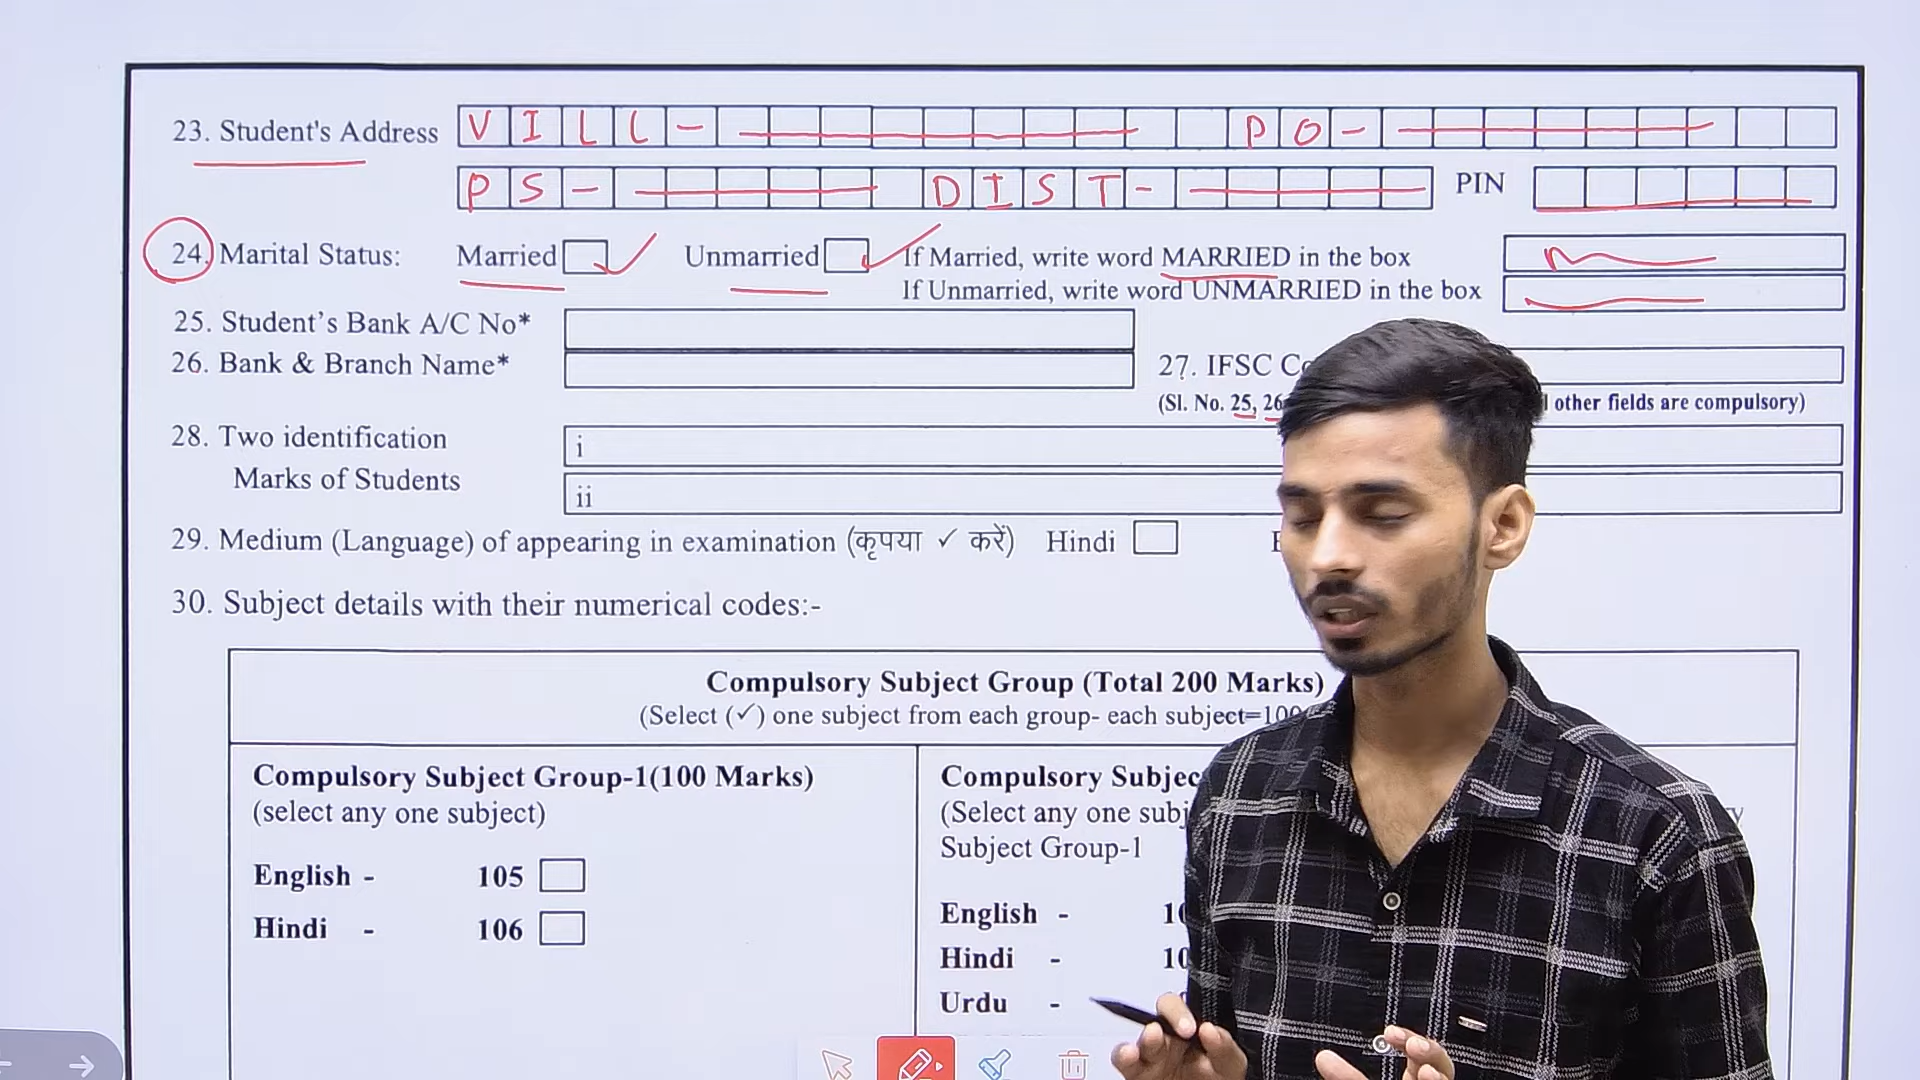 23. Student's Address VILL- PO-
PS- DIST- PIN
24. Marital Status: Married Unmarried If Married, write word MARRIED in the box
If Unmarried, write word UNMARRIED in the box
25. Student's Bank A/C No*
26. Bank & Branch Name* 27. IFSC
(Sl. No. 25, 26 other fields are compulsory)
28. Two identification i
Marks of Students ii
29. Medium (Language) of appearing in examination (कृपया ✓ करें) Hindi
30. Subject details with their numerical codes:-
Compulsory Subject Group (Total 200 Marks)
(Select (✓) one subject from each group- each subject=100
Compulsory Subject Group-1(100 Marks)
(select any one subject)
English - 105
Hindi - 106
Compulsory
(Select any one
Subject Group-1
English -
Hindi -
Urdu -